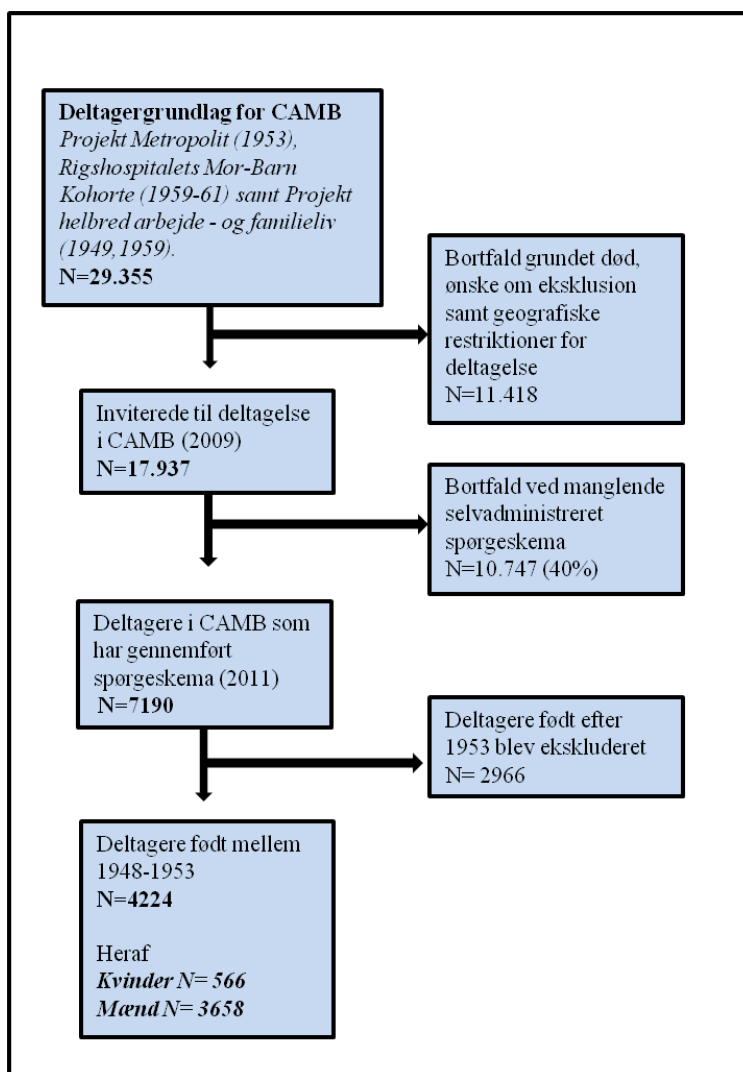 Deltagergrundlag for CAMB
Projekt Metropolit (1953),
Rigshospitalets Mor-Barn
Kohorte (1959-61) samt Projekt
helbred arbejde - og familieliv
(1949,1959).
N=29.355
Bortfald grundet død,
ønske om eksklusion
samt geografiske
restriktioner for
deltagelse
N=11.418
Inviterede til deltagelse
i CAMB (2009)
N=17.937
Bortfald ved manglende
selvadministreret
spørgeskema
N=10.747 (40%)
Deltagere i CAMB som
har gennemført
spørgeskema (2011)
N=7190
Deltagere født efter
1953 blev ekskluderet
N= 2966
Deltagere født mellem
1948-1953
N=4224
Heraf
Kvinder N= 566
Mænd N= 3658